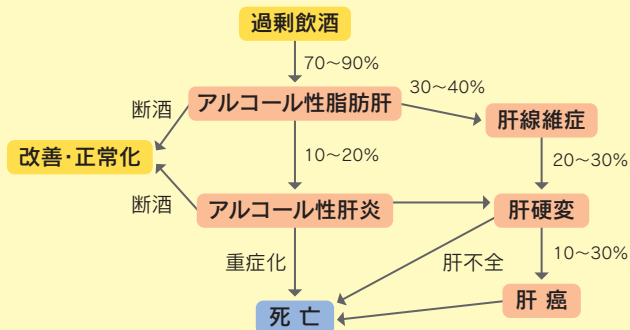 過剰飲酒
70〜90%
アルコール性脂肪肝
30〜40%
断酒
肝線維症
改善・正常化
10〜20%
20〜30%
断酒
アルコール性肝炎
肝硬変
重症化
肝不全
10〜30%
肝癌
死亡